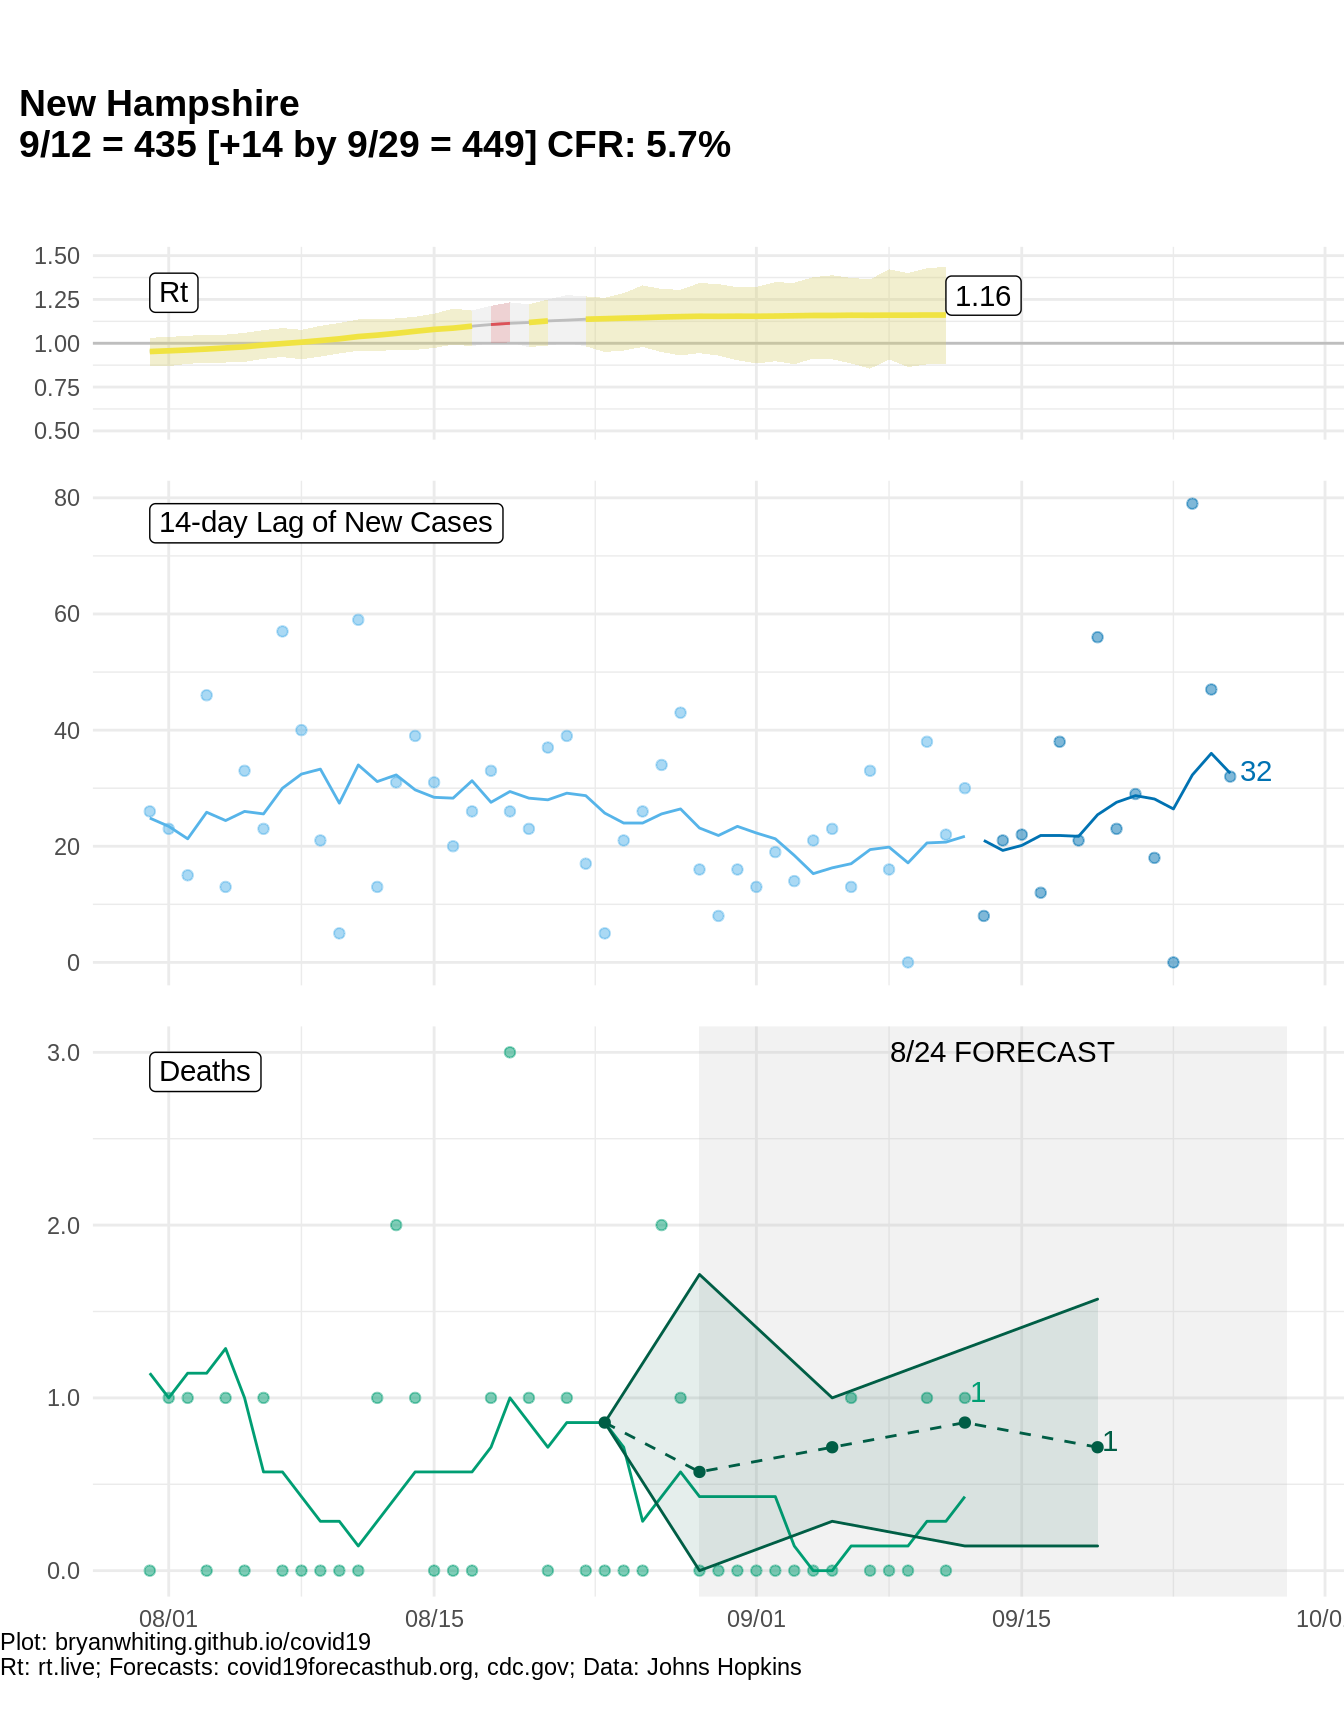 New Hampshire
9/12 = 435 [+14 by 9/29 = 449] CFR: 5.7%
1.50
1.25
1.00
0.75
0.50
Rt
1.16
80
60
40
20
0
14-day Lag of New Cases
32
3.0
2.0
1.0
0.0
Deaths
8/24 FORECAST
1
1
08/01
08/15
09/01
09/15
10/0
Plot: bryanwhiting.github.io/covid19
Rt: rt.live; Forecasts: covid19forecasthub.org, cdc.gov; Data: Johns Hopkins